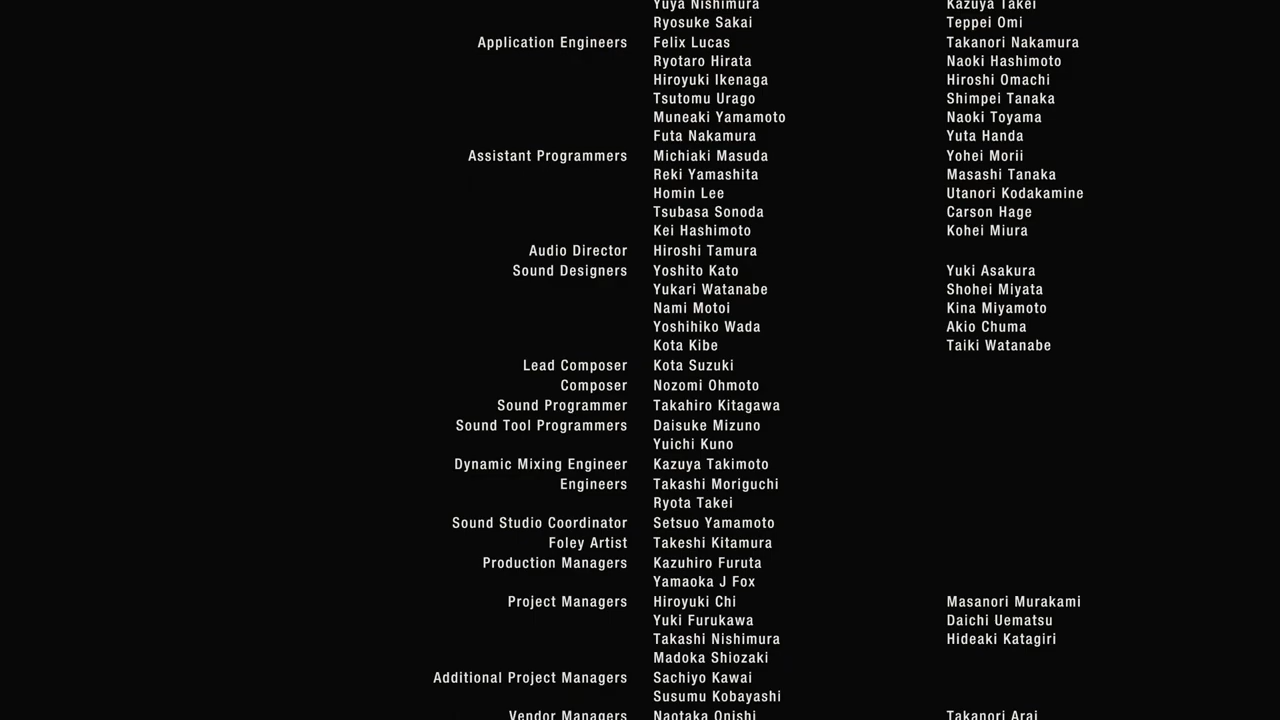 Yuya Nishimura Kazuya Takei
Ryosuke Sakai Teppei Omi
Application Engineers Felix Lucas Takanori Nakamura
Ryotaro Hirata Naoki Hashimoto
Hiroyuki Ikenaga Hiroshi Omachi
Tsutomu Urago Shimpei Tanaka
Muneaki Yamamoto Naoki Toyama
Futa Nakamura Yuta Handa
Assistant Programmers Michiaki Masuda Yohei Morii
Reki Yamashita Masashi Tanaka
Homin Lee Utanori Kodakamine
Tsubasa Sonoda Carson Hage
Kei Hashimoto Kohei Miura
Audio Director Hiroshi Tamura
Sound Designers Yoshito Kato Yuki Asakura
Yukari Watanabe Shohei Miyata
Nami Motoi Kina Miyamoto
Yoshihiko Wada Akio Chuma
Kota Kibe Taiki Watanabe
Lead Composer Kota Suzuki
Composer Nozomi Ohmoto
Sound Programmer Takahiro Kitagawa
Sound Tool Programmers Daisuke Mizuno
Yuichi Kuno
Dynamic Mixing Engineer Kazuya Takimoto
Engineers Takashi Moriguchi
Ryota Takei
Sound Studio Coordinator Setsuo Yamamoto
Foley Artist Takeshi Kitamura
Production Managers Kazuhiro Furuta
Yamaoka J Fox
Project Managers Hiroyuki Chi Masanori Murakami
Yuki Furukawa Daichi Uematsu
Takashi Nishimura Hideaki Katagiri
Madoka Shiozaki
Additional Project Managers Sachiyo Kawai
Susumu Kobayashi
Vendor Managers Naotaka Onishi Takanori Arai